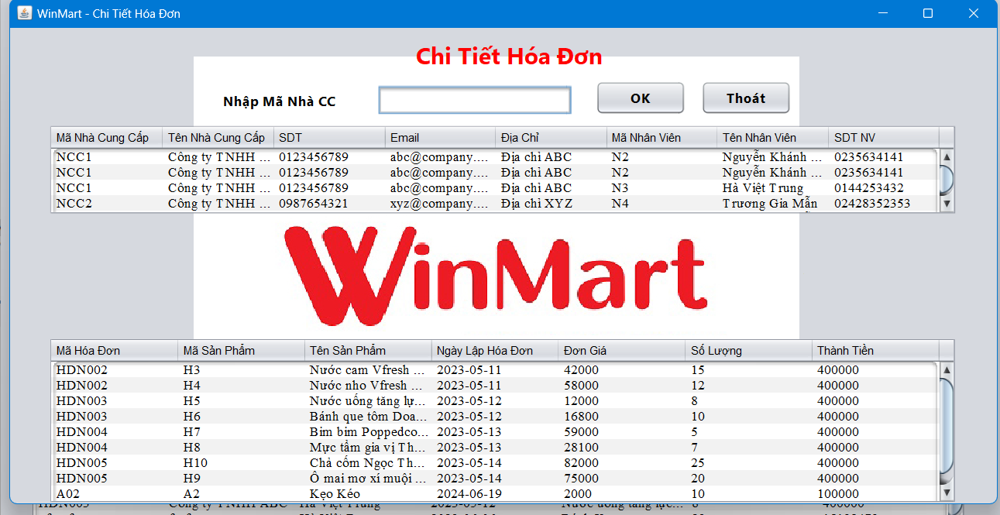 WinMart - Chi Tiết Hóa Đơn
Chi Tiết Hóa Đơn
Nhập Mã Nhà CC OK Thoát
Mã Nhà Cung Cấp Tên Nhà Cung Cấp SDT Email Địa Chỉ Mã Nhân Viên Tên Nhân Viên SDT NV
NCC1 Công ty TNHH ... 0123456789 abc@company.... Địa chỉ ABC N2 Nguyễn Khánh ... 0235634141
NCC1 Công ty TNHH ... 0123456789 abc@company.... Địa chỉ ABC N2 Nguyễn Khánh ... 0235634141
NCC1 Công ty TNHH ... 0123456789 abc@company.... Địa chỉ ABC N3 Hà Việt Trung 0144253432
NCC2 Công ty TNHH ... 0987654321 xyz@company.... Địa chỉ XYZ N4 Trương Gia Mẫn 02428352353
WinMart
Mã Hóa Đơn Mã Sản Phẩm Tên Sản Phẩm Ngày Lập Hóa Đơn Đơn Giá Số Lượng Thành Tiền
HDN002 H3 Nước cam Vfresh ... 2023-05-11 42000 15 400000
HDN002 H4 Nước nho Vfresh ... 2023-05-11 58000 12 400000
HDN003 H5 Nước uống tăng lự... 2023-05-12 12000 8 400000
HDN003 H6 Bánh que tôm Doa... 2023-05-12 16800 10 400000
HDN004 H7 Bim bim Poppedco... 2023-05-13 59000 5 400000
HDN004 H8 Mực tẩm gia vị Th... 2023-05-13 28100 7 400000
HDN005 H10 Chả cốm Ngọc Th... 2023-05-14 82000 25 400000
HDN005 H9 Ô mai mơ xí muội ... 2023-05-14 75000 20 400000
A02 A2 Kẹo Kéo 2024-06-19 2000 10 100000